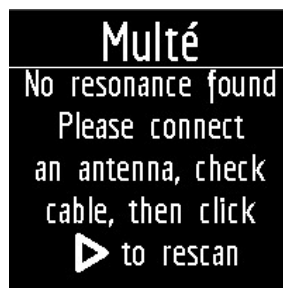 Multé
No resonance found
Please connect
an antenna, check
cable, then click
▷ to rescan